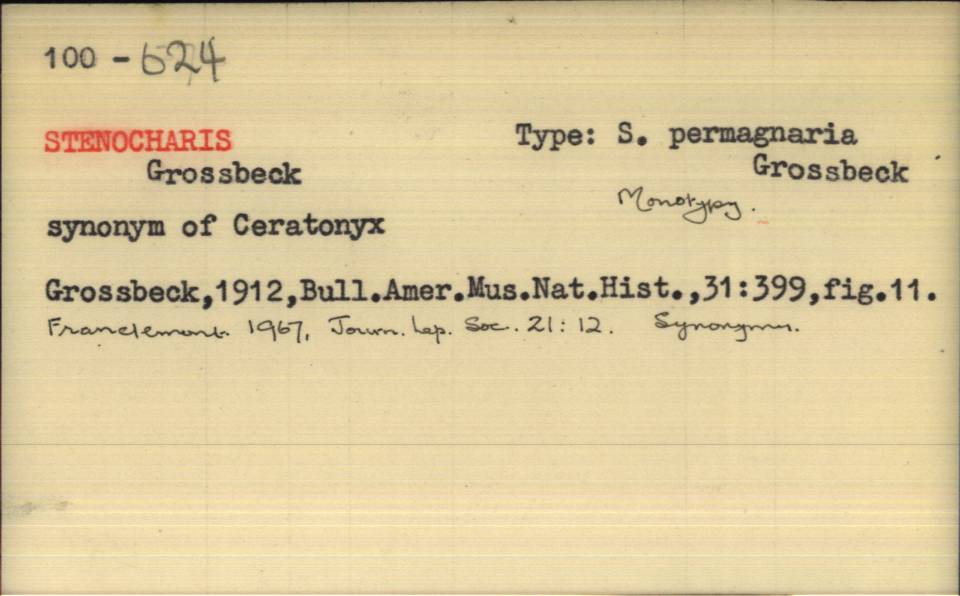 100 - 624
STENOCHARIS
Grossbeck
Type: S. permagnaria
Grossbeck
Monotypy.
synonym of Ceratonyx
Grossbeck,1912,Bull.Amer.Mus.Nat.Hist.,31:399,fig.11.
Franclemont 1967, Journ. Lep. Soc. 21: 12. Synonymy.